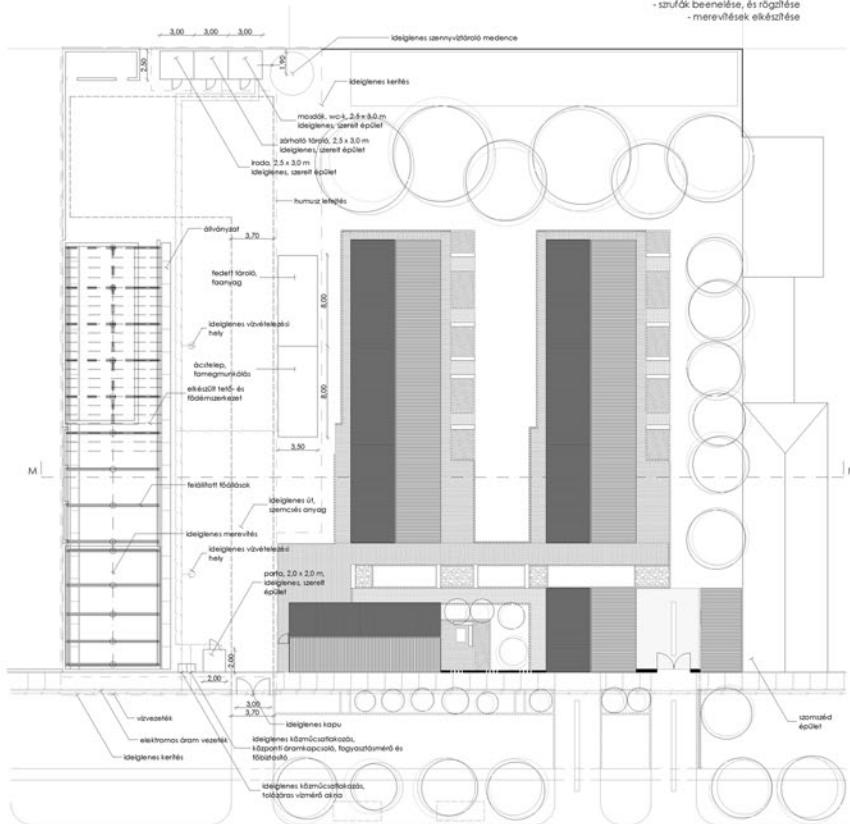 - szrufák beenelése, és rögzítése
- merevítések elkészítése
3,00 3,00 3,00
2,50
1,90
ideiglenes szennyvíztároló medence
ideiglenes kerítés
mosdók, wc-k, 2,5 x 3,0 m
ideiglenes, szerelt épület
zárható tároló, 2,5 x 3,0 m
ideiglenes, szerelt épület
iroda, 2,5 x 3,0 m
ideiglenes, szerelt épület
humusz lefejtés
állványzat
3,70
fedett tároló,
faanyag
8,00
ideiglenes vízvételezési
hely
ácstelep,
famegmunkálás
elkészült tető- és
födémszerkezet
8,00
3,50
M
felállított főállások
ideiglenes út,
szemcsés anyag
ideiglenes merevítés
ideiglenes vízvételezési
hely
porta, 2,0 x 2,0 m,
ideiglenes, szerelt
épület
2,00
2,00
3,00
3,70
ideiglenes kapu
vízvezeték
elektromos áram vezeték
ideiglenes kerítés
ideiglenes közműcsatlakozás,
központi áramkapcsoló, fogyasztásmérő és
főbiztosító
ideiglenes közműcsatlakozás,
tolózáras vízmérő akna
szomszéd
épület